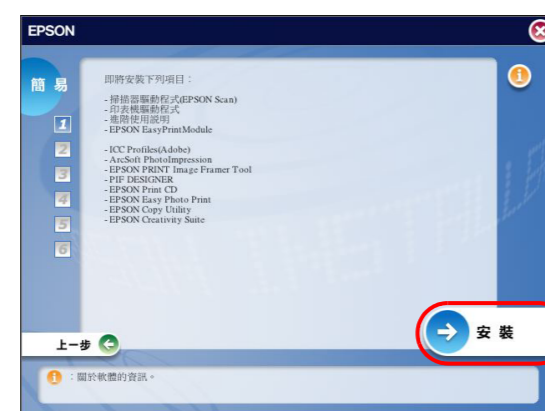 EPSON
簡 易
即將安裝下列項目：
- 掃描器驅動程式(EPSON Scan)
- 印表機驅動程式
- 進階使用說明
- EPSON EasyPrintModule
- ICC Profiles(Adobe)
- ArcSoft PhotoImpression
- EPSON PRINT Image Framer Tool
- PIF DESIGNER
- EPSON Print CD
- EPSON Easy Photo Print
- EPSON Copy Utility
- EPSON Creativity Suite
1
2
3
4
5
6
安 裝
上一步
：關於軟體的資訊。